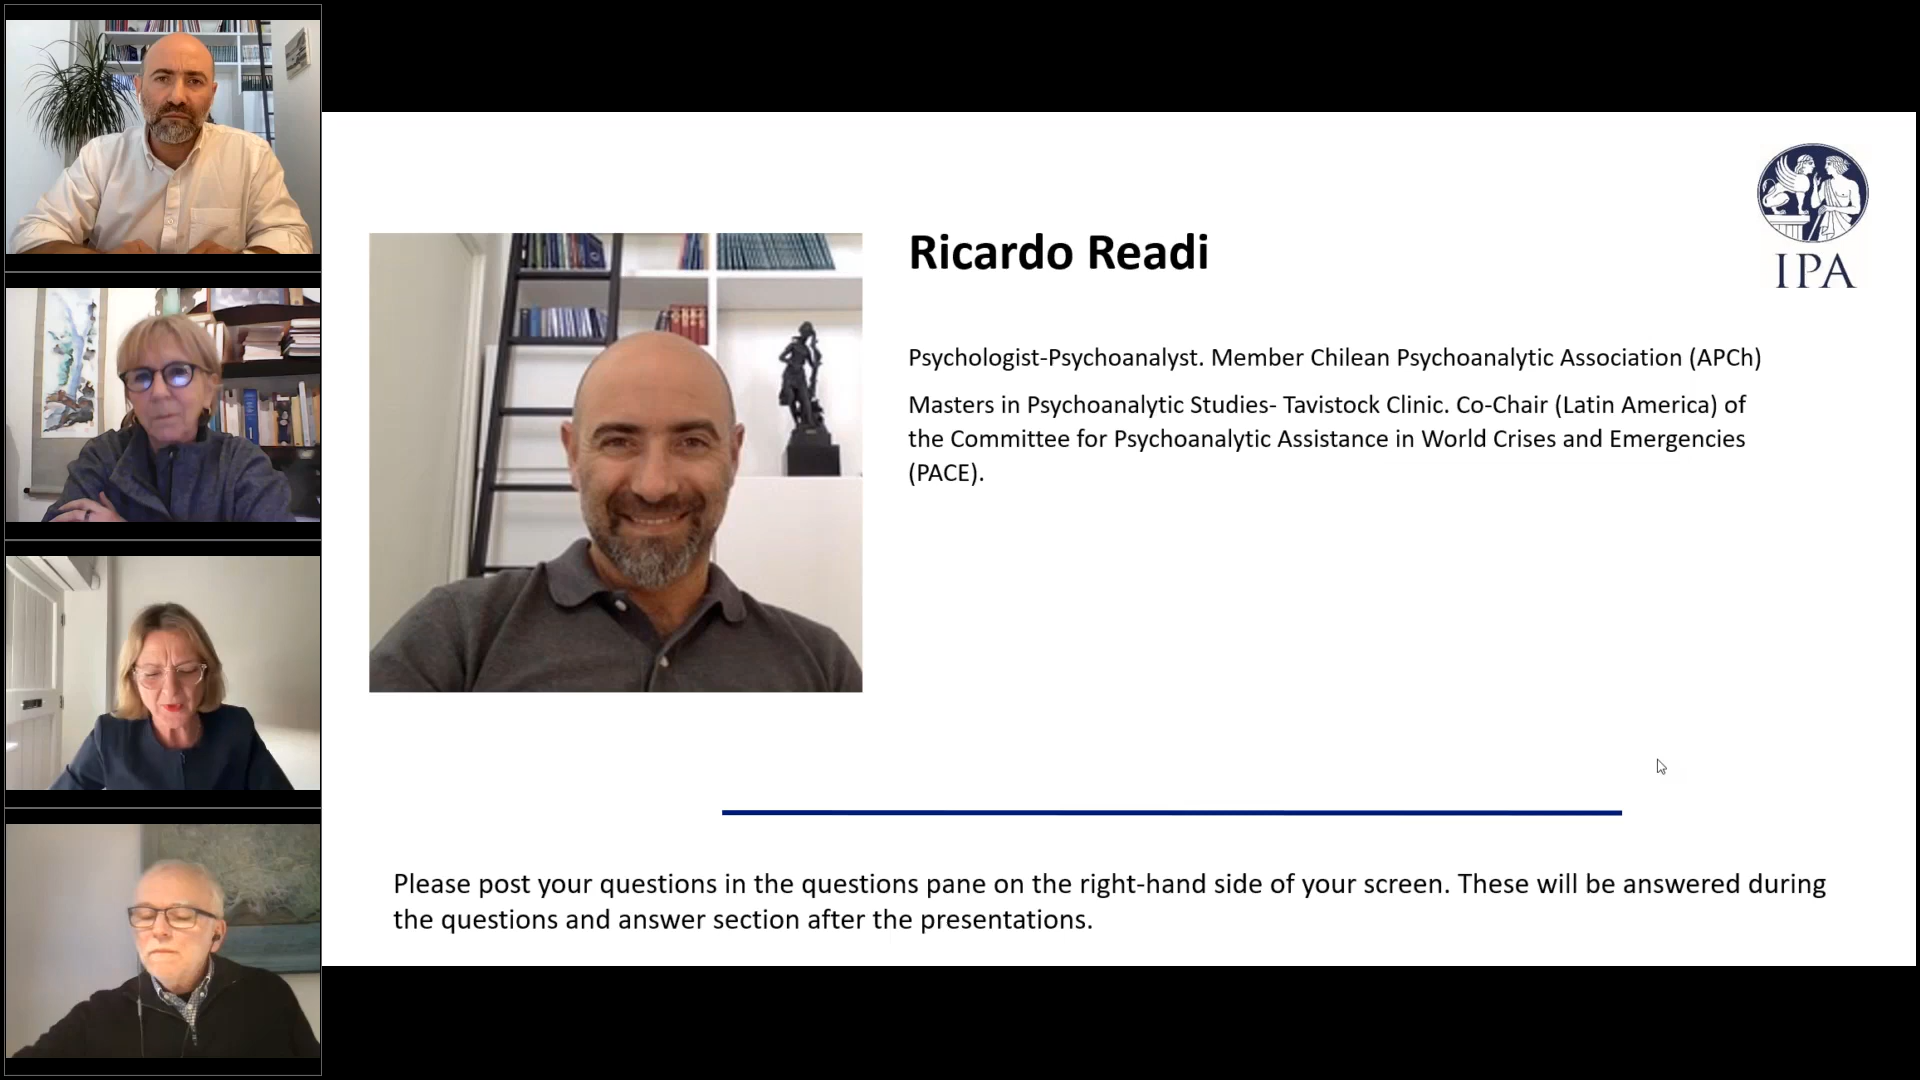 Ricardo Readi
IPA
Psychologist-Psychoanalyst. Member Chilean Psychoanalytic Association (APCh)
Masters in Psychoanalytic Studies- Tavistock Clinic. Co-Chair (Latin America) of
the Committee for Psychoanalytic Assistance in World Crises and Emergencies
(PACE).
Please post your questions in the questions pane on the right-hand side of your screen. These will be answered during
the questions and answer section after the presentations.